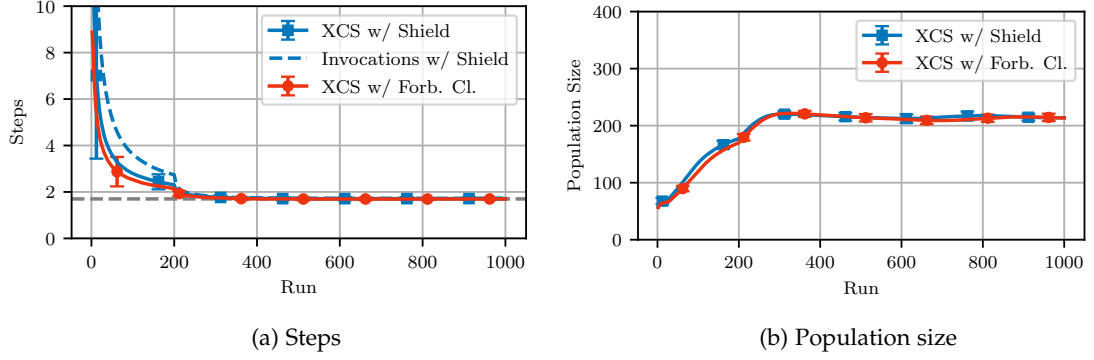 10
8
6
4
2
0
Steps
XCS w/ Shield
Invocations w/ Shield
XCS w/ Forb. Cl.
0 200 400 600 800 1000
Run
(a) Steps
400
300
200
100
0
Population Size
XCS w/ Shield
XCS w/ Forb. Cl.
0 200 400 600 800 1000
Run
(b) Population size